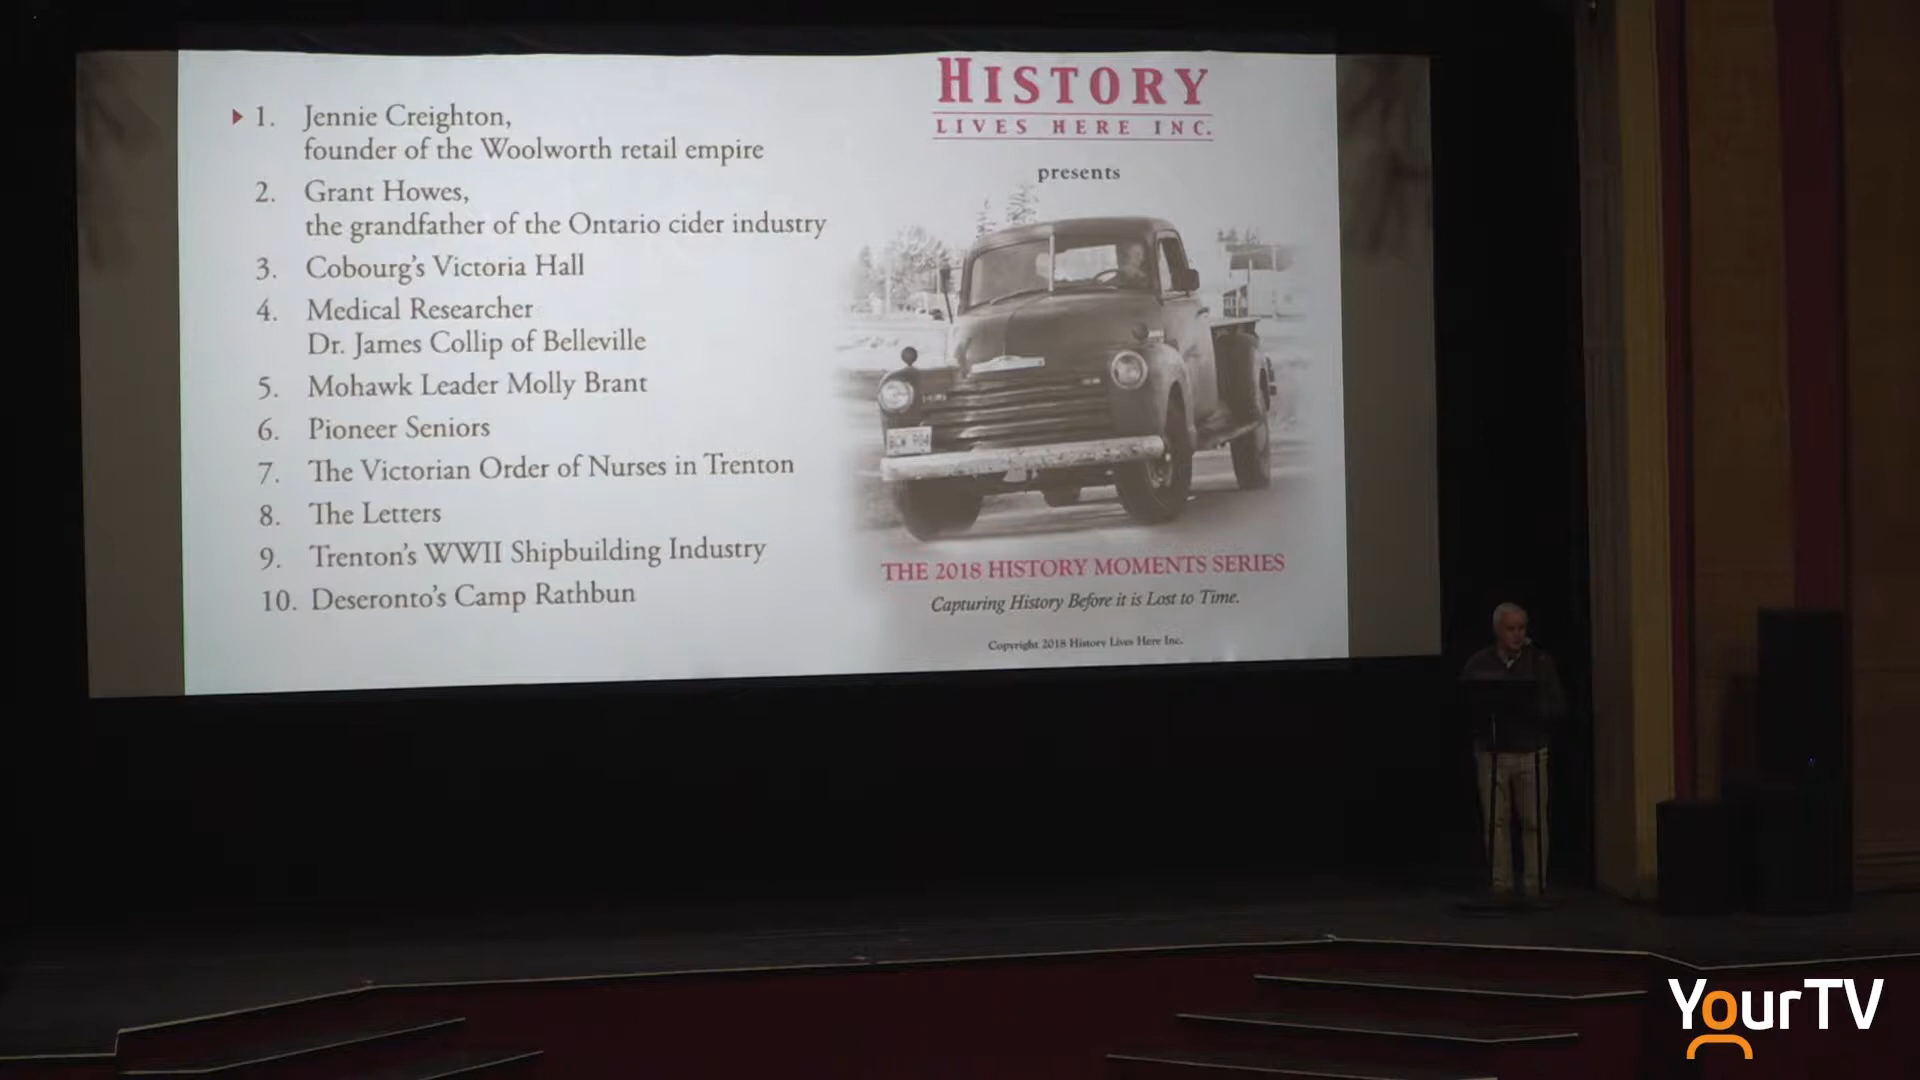 1. Jennie Creighton,
founder of the Woolworth retail empire
2. Grant Howes,
the grandfather of the Ontario cider industry
3. Cobourg's Victoria Hall
4. Medical Researcher
Dr. James Collip of Belleville
5. Mohawk Leader Molly Brant
6. Pioneer Seniors
7. The Victorian Order of Nurses in Trenton
8. The Letters
9. Trenton's WWII Shipbuilding Industry
10. Deseronto's Camp Rathbun
HISTORY
LIVES HERE INC.
presents
BCW 904
THE 2018 HISTORY MOMENTS SERIES
Capturing History Before it is Lost to Time.
Copyright 2018 History Lives Here Inc.
YourTV